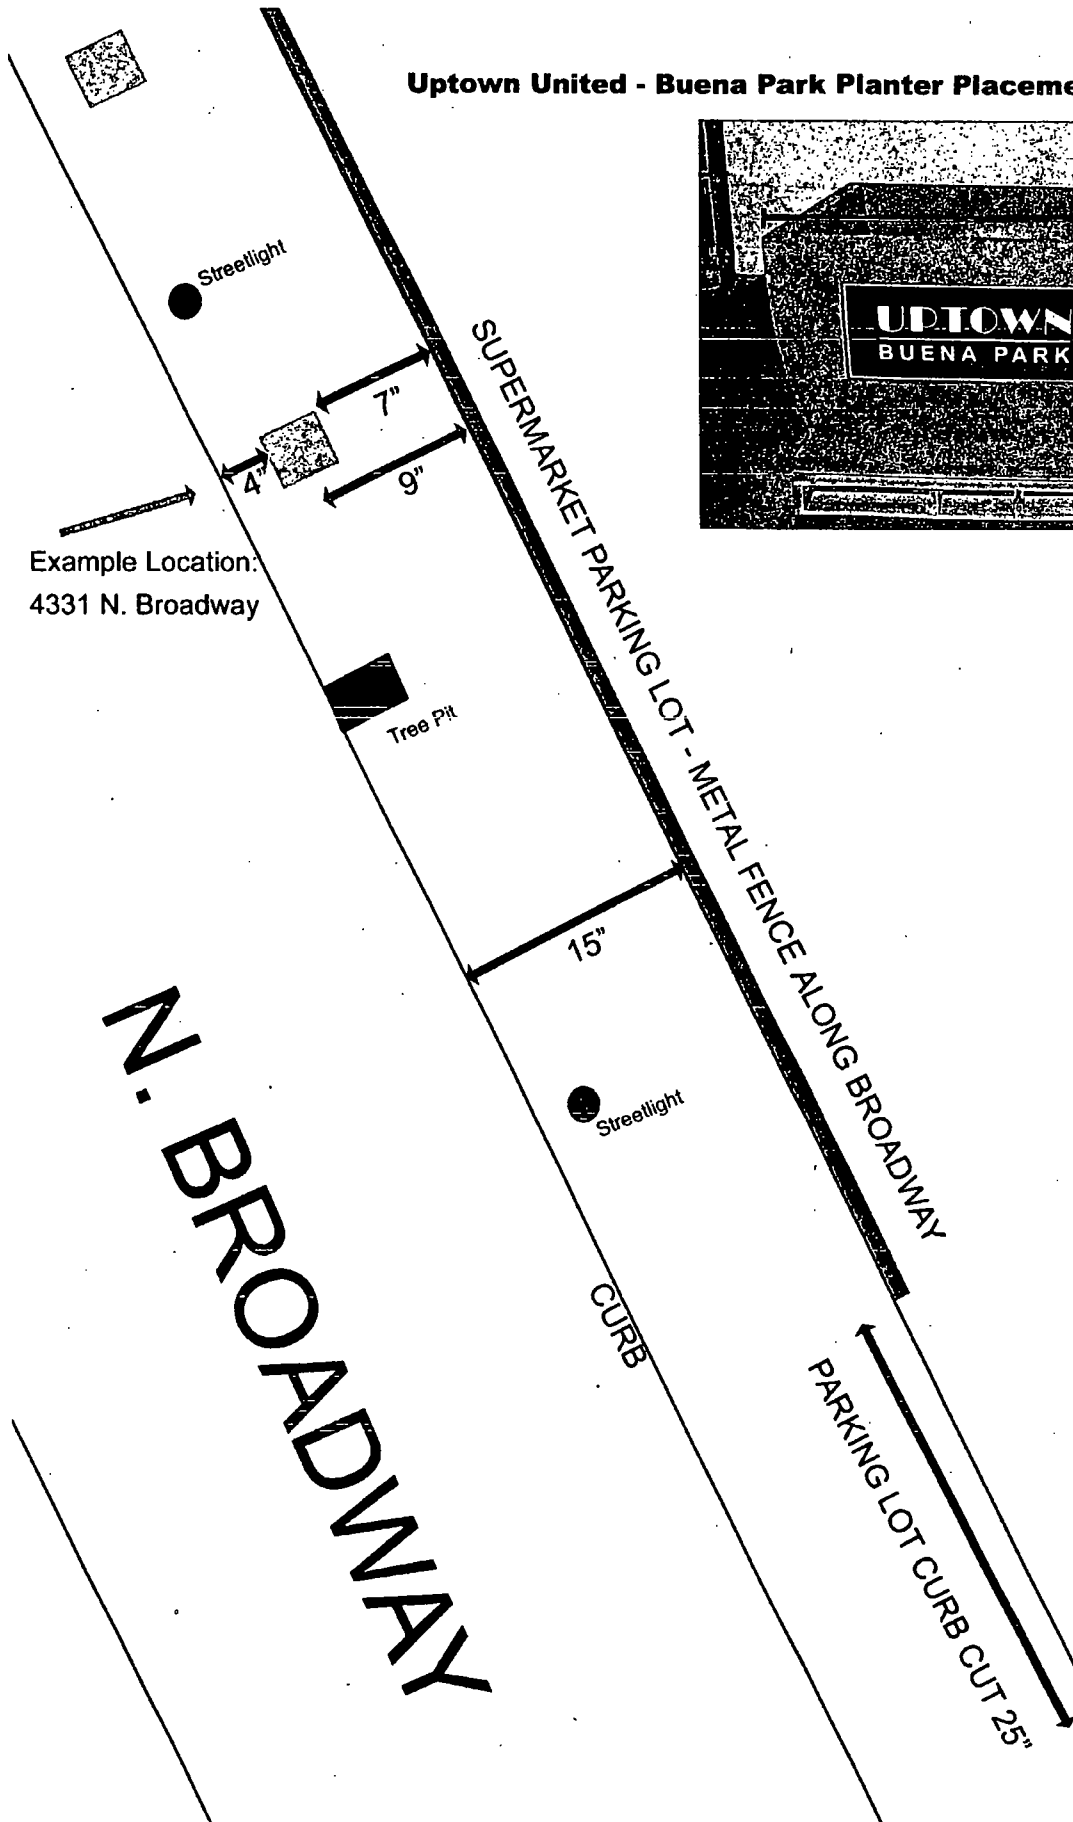 Uptown United - Buena Park Planter Placeme
UPTOWN
BUENA PARK
Streetlight
7"
4"
9"
SUPERMARKET PARKING LOT - METAL FENCE ALONG BROADWAY
Example Location:
4331 N. Broadway
Tree Pit
15"
N. BROADWAY
Streetlight
CURB
PARKING LOT CURB CUT 25"